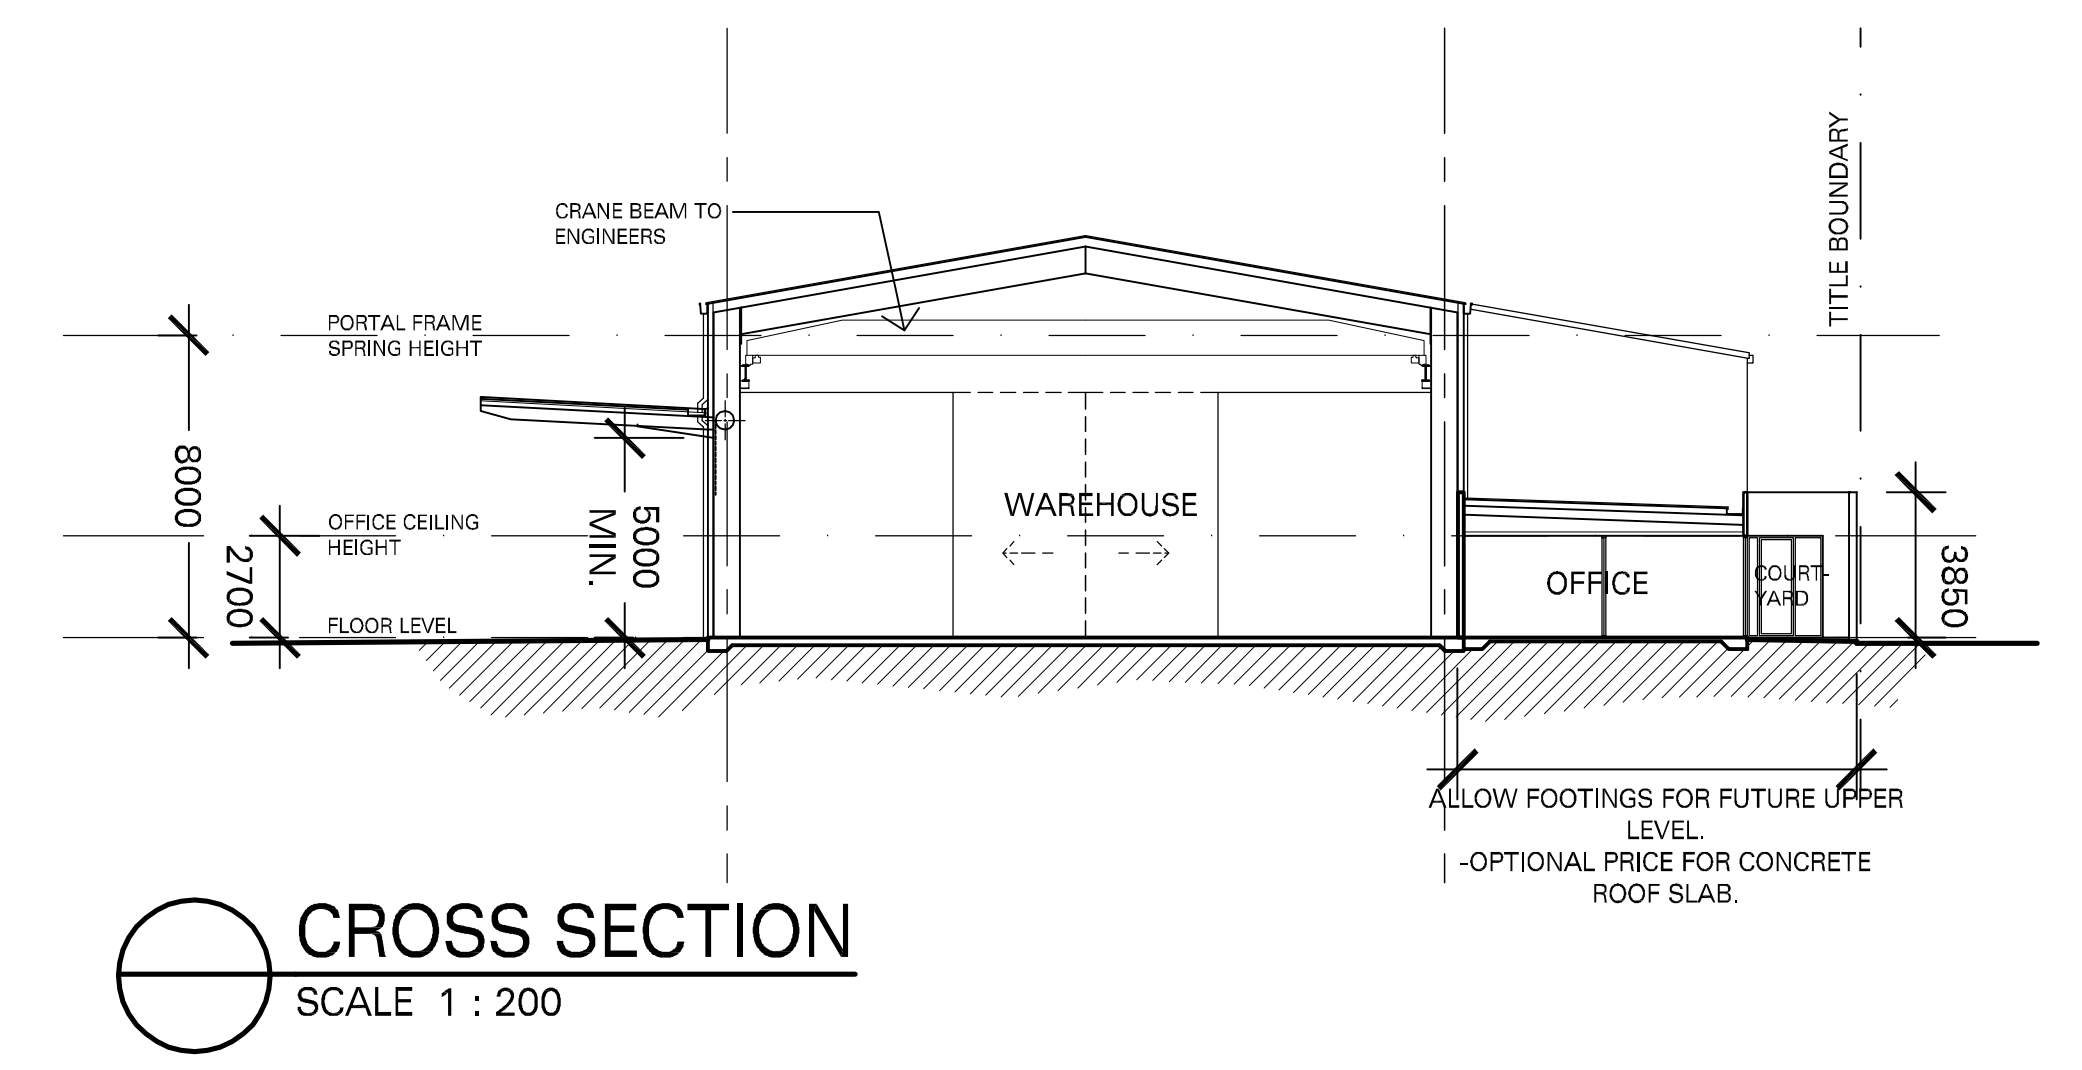 TITLE BOUNDARY
CRANE BEAM TO
ENGINEERS
PORTAL FRAME
SPRING HEIGHT
8000
WAREHOUSE
OFFICE CEILING
HEIGHT
5000
MIN.
2700
3850
OFFICE
COURT-
YARD
FLOOR LEVEL
ALLOW FOOTINGS FOR FUTURE UPPER
LEVEL.
-OPTIONAL PRICE FOR CONCRETE
ROOF SLAB.
CROSS SECTION
SCALE 1 : 200